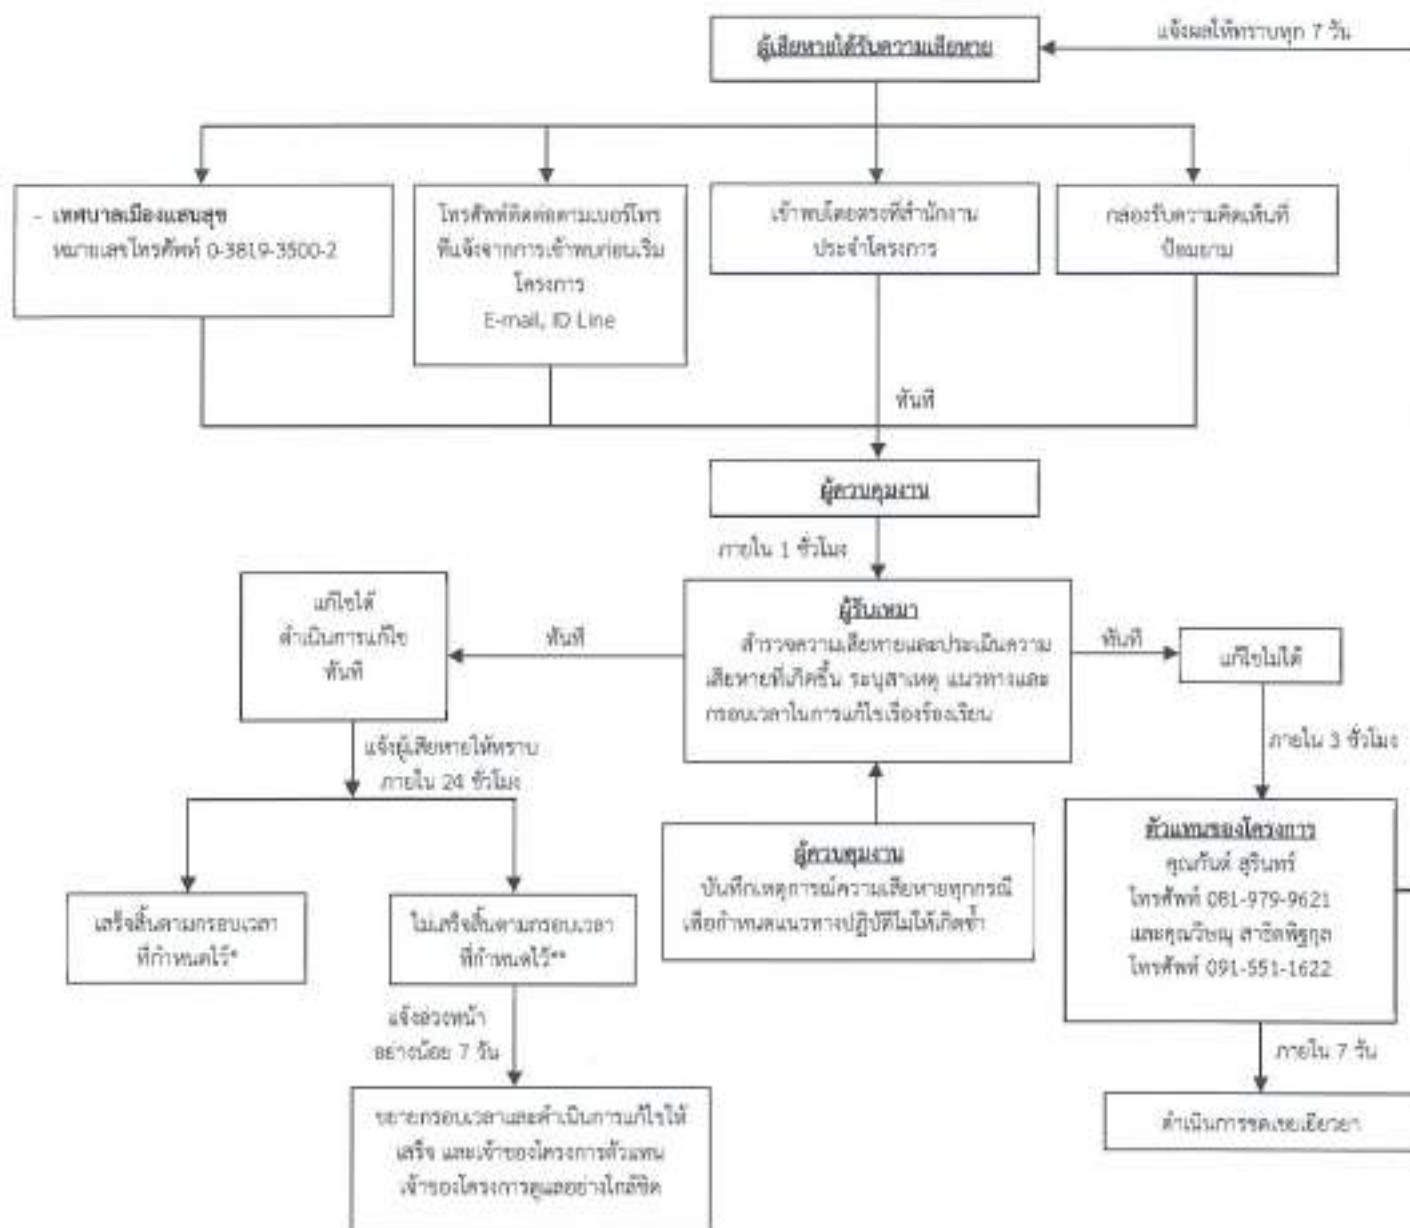 ผู้เสียหายได้รับความเสียหาย
แจ้งผลให้ทราบทุก 7 วัน
- เทศบาลเมืองแสนสุข
หมายเลขโทรศัพท์ 0-3819-3500-2
โทรศัพท์ติดต่อตามเบอร์โทร
ที่แจ้งจากการเข้าพบก่อนเริ่ม
โครงการ
E-mail, ID Line
เข้าพบโดยตรงที่สำนักงาน
ประจำโครงการ
กล่องรับความคิดเห็นที่
ป้อมยาม
ทันที
ผู้ควบคุมงาน
ภายใน 1 ชั่วโมง
แก้ไขได้
ดำเนินการแก้ไข
ทันที
ทันที
ผู้รับเหมา
สำรวจความเสียหายและประเมินความ
เสียหายที่เกิดขึ้น ระบุสาเหตุ แนวทางและ
กรอบเวลาในการแก้ไขเรื่องร้องเรียน
ทันที
แก้ไขไม่ได้
แจ้งผู้เสียหายให้ทราบ
ภายใน 24 ชั่วโมง
ภายใน 3 ชั่วโมง
ผู้ควบคุมงาน
บันทึกเหตุการณ์ความเสียหายทุกกรณี
เพื่อกำหนดแนวทางปฏิบัติไม่ให้เกิดซ้ำ
ตัวแทนของโครงการ
คุณกันต์ สุรินทร์
โทรศัพท์ 081-979-9621
และคุณวิษณุ สาธิตพิฐกุล
โทรศัพท์ 091-551-1622
เสร็จสิ้นตามกรอบเวลา
ที่กำหนดไว้*
ไม่เสร็จสิ้นตามกรอบเวลา
ที่กำหนดไว้**
แจ้งล่วงหน้า
อย่างน้อย 7 วัน
ภายใน 7 วัน
ขยายกรอบเวลาและดำเนินการแก้ไขให้
เสร็จ และเจ้าของโครงการตัวแทน
เจ้าของโครงการดูแลอย่างใกล้ชิด
ดำเนินการชดเชยเยียวยา